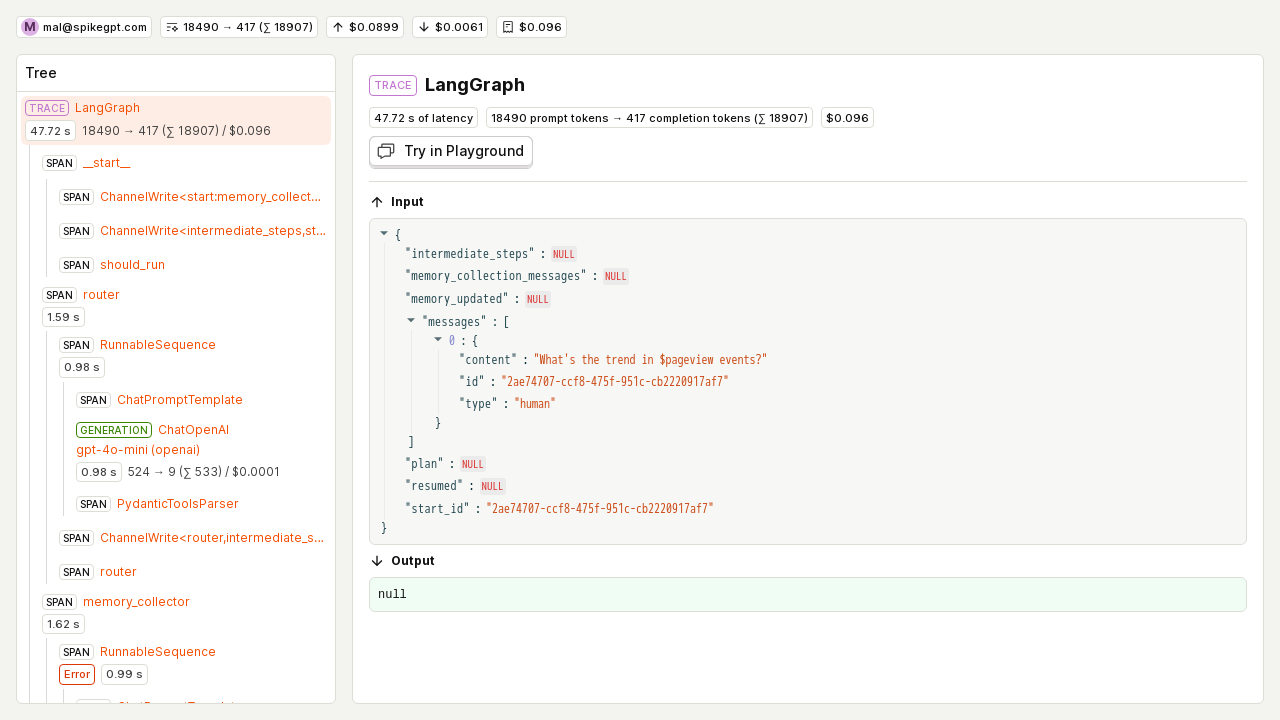 M mal@spikegpt.com 18490 → 417 (∑ 18907) $0.0899 $0.0061 $0.096
Tree
TRACE LangGraph
47.72 s 18490 → 417 (∑ 18907) / $0.096
SPAN __start__
SPAN ChannelWrite<start:memory_collect...
SPAN ChannelWrite<intermediate_steps,st...
SPAN should_run
SPAN router
1.59 s
SPAN RunnableSequence
0.98 s
SPAN ChatPromptTemplate
GENERATION ChatOpenAI
gpt-4o-mini (openai)
0.98 s 524 → 9 (∑ 533) / $0.0001
SPAN PydanticToolsParser
SPAN ChannelWrite<router,intermediate_s...
SPAN router
SPAN memory_collector
1.62 s
SPAN RunnableSequence
Error 0.99 s
TRACE LangGraph
47.72 s of latency 18490 prompt tokens → 417 completion tokens (∑ 18907) $0.096
Try in Playground
Input
{
"intermediate_steps" : NULL
"memory_collection_messages" : NULL
"memory_updated" : NULL
"messages" : [
0 : {
"content" : "What's the trend in $pageview events?"
"id" : "2ae74707-ccf8-475f-951c-cb2220917af7"
"type" : "human"
}
]
"plan" : NULL
"resumed" : NULL
"start_id" : "2ae74707-ccf8-475f-951c-cb2220917af7"
}
Output
null